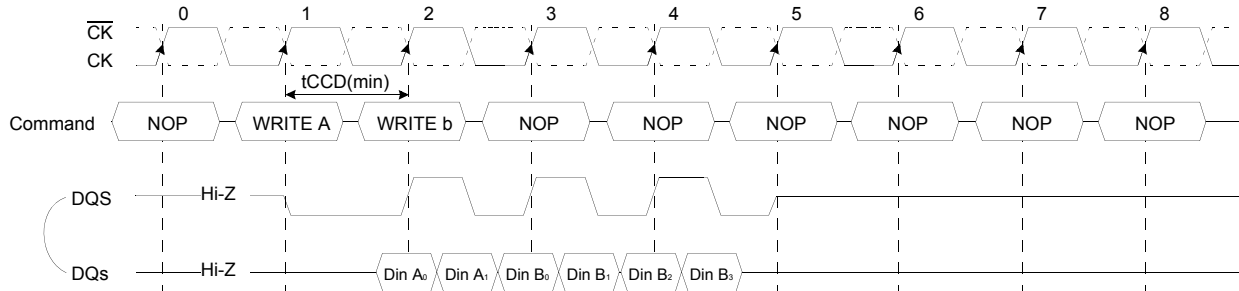 0 1 2 3 4 5 6 7 8
CK
CK
tCCD(min)
Command NOP WRITE A WRITE b NOP NOP NOP NOP NOP NOP
DQS Hi-Z
DQs Hi-Z Din A₀ Din A₁ Din B₀ Din B₁ Din B₂ Din B₃